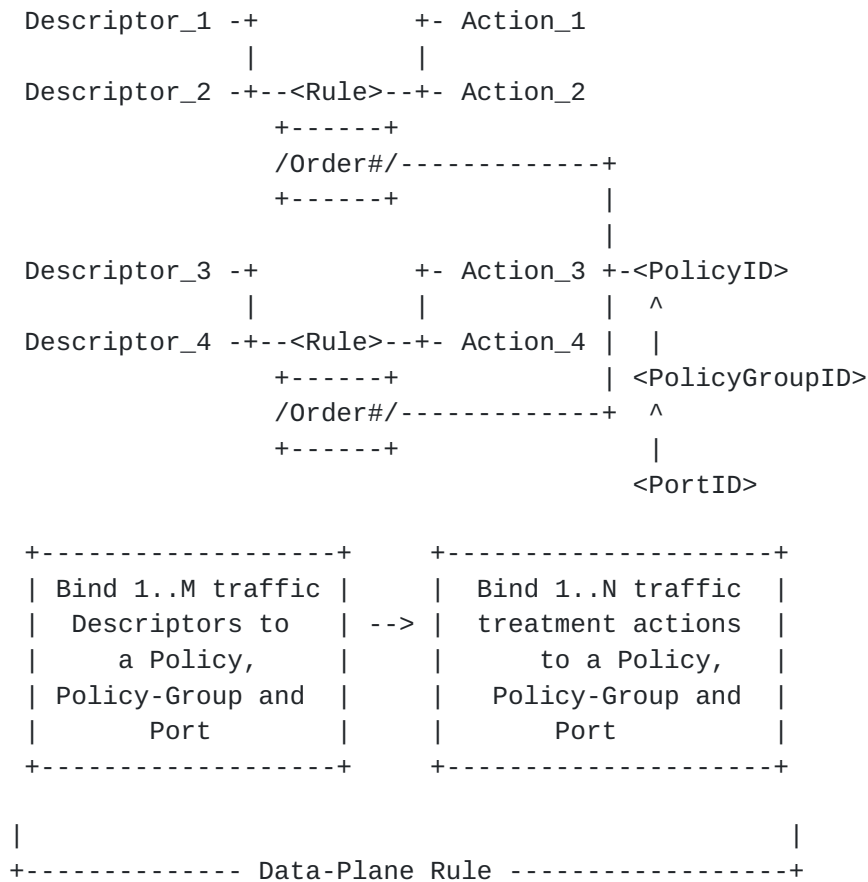 Descriptor_1 -+          +- Action_1
             |          |
Descriptor_2 -+--<Rule>--+- Action_2
               +------+
               /Order#/-------------+
               +------+             |
                                    |
Descriptor_3 -+          +- Action_3 +-<PolicyID>
             |          |           |  ^
Descriptor_4 -+--<Rule>--+- Action_4 |  |
               +------+             | <PolicyGroupID>
               /Order#/-------------+  ^
               +------+                |
                                      <PortID>
+-------------------+     +---------------------+
| Bind 1..M traffic |     |  Bind 1..N traffic  |
|  Descriptors to   | --> |  treatment actions  |
|     a Policy,     |     |      to a Policy,   |
| Policy-Group and  |     |   Policy-Group and  |
|       Port        |     |       Port          |
+-------------------+     +---------------------+
|                                                 |
+-------------- Data-Plane Rule ------------------+